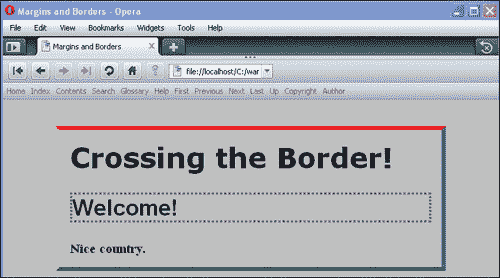 Margins and Borders - Opera
File Edit View Bookmarks Widgets Tools Help
Margins and Borders
file://localhost/C:/war
Home Index Contents Search Glossary Help First Previous Next Last Up Copyright Author
Crossing the Border!
Welcome!
Nice country.